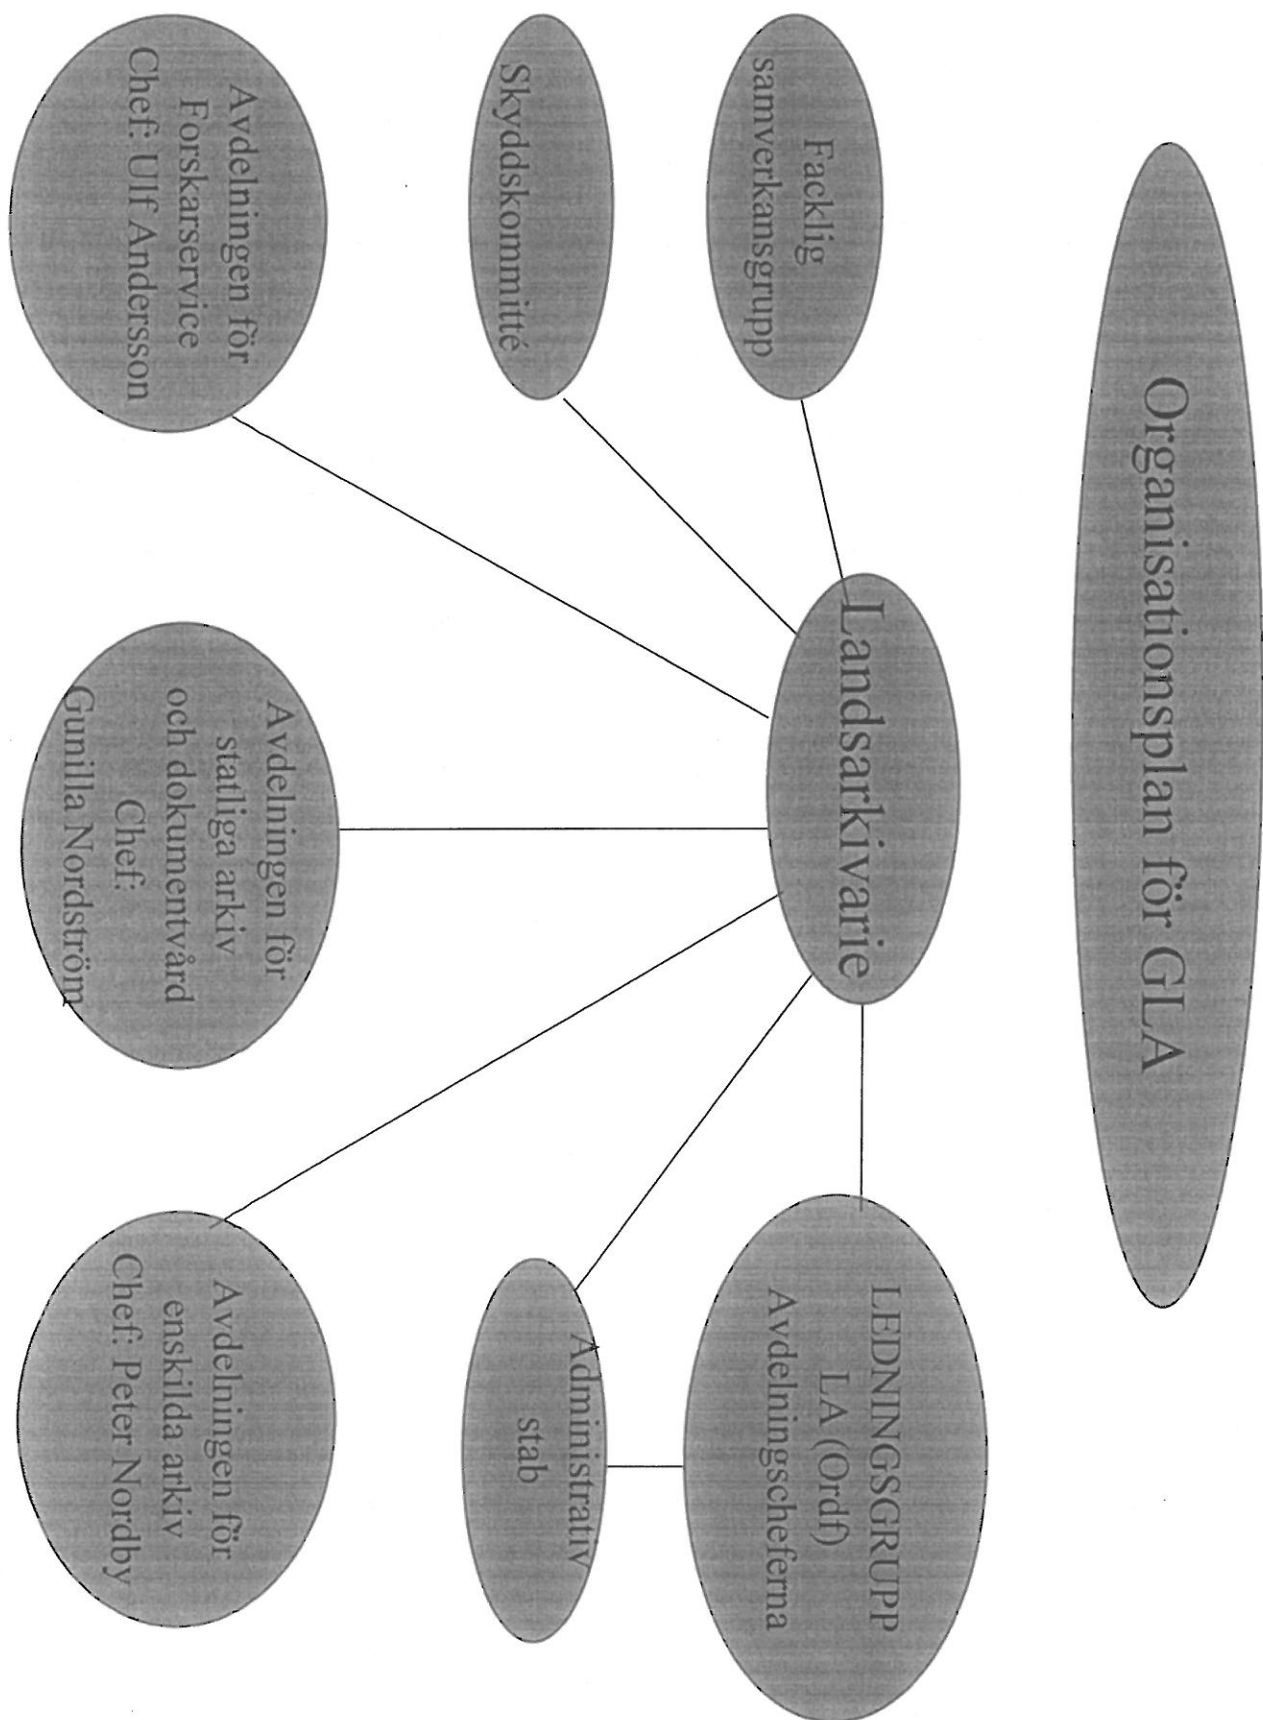 Organisationsplan för GLA
Facklig
samverkansgrupp
Landsarkivarie
LEDNINGSGRUPP
LA (Ordf)
Avdelningscheferna
Skyddskommitté
Administrativ
stab
Avdelningen för
Forskarservice
Chef: Ulf Andersson
Avdelningen för
statliga arkiv
och dokumentvård
Chef:
Gunilla Nordström
Avdelningen för
enskilda arkiv
Chef: Peter Nordby